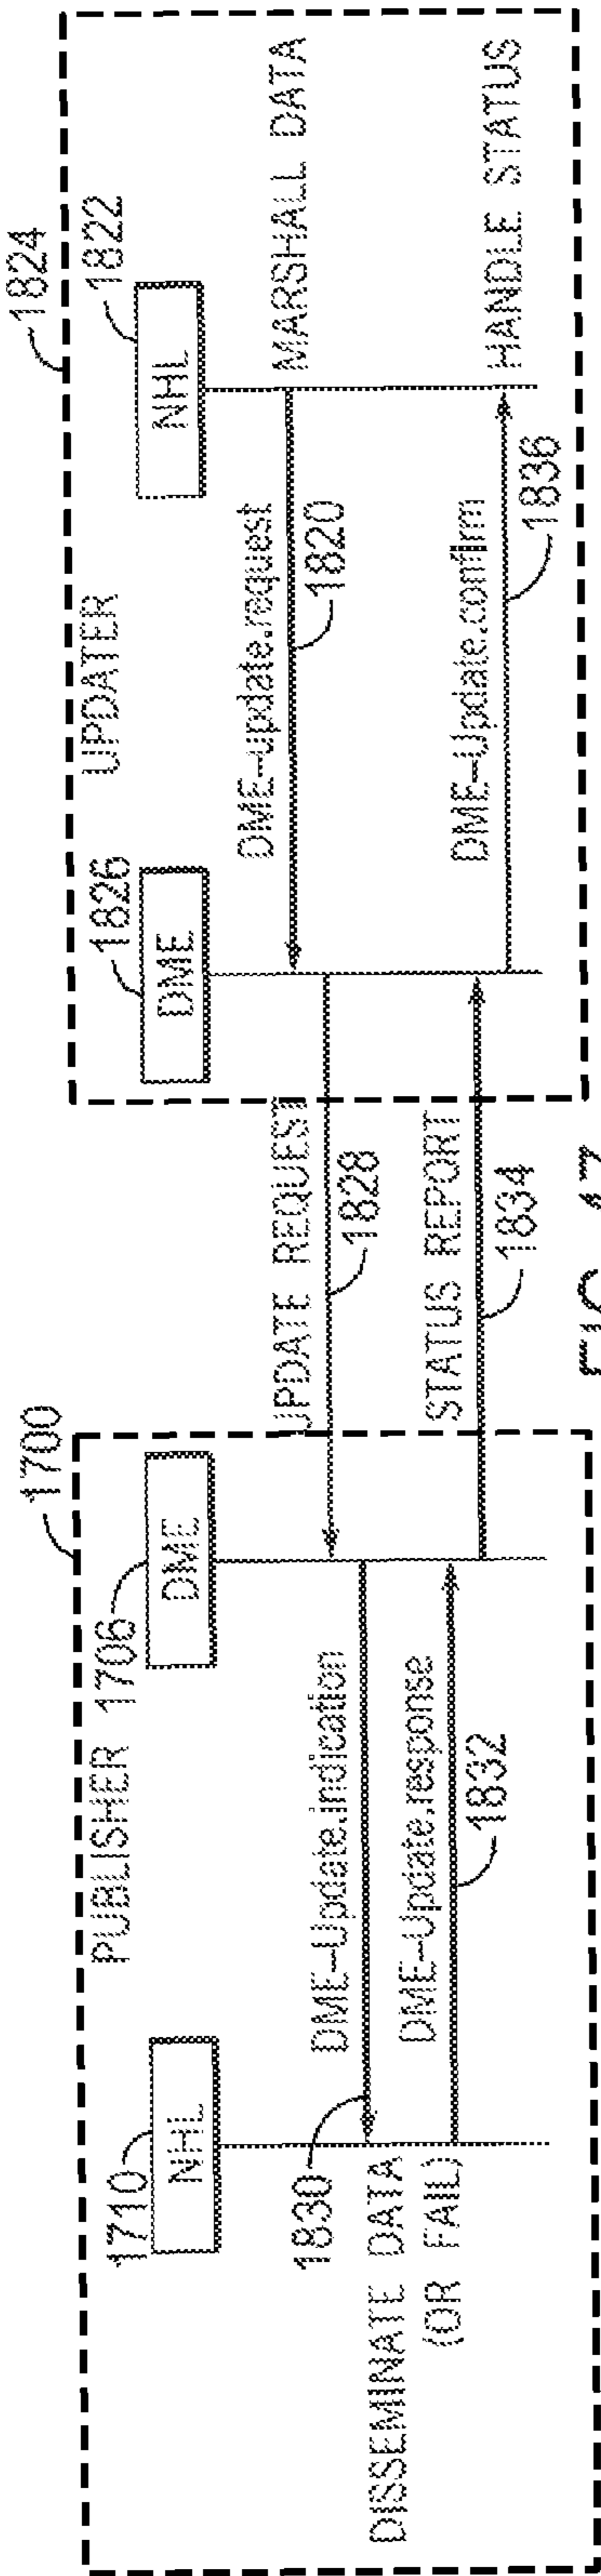 1824
1822
NHL
MARSHALL DATA
HANDLE STATUS
UPDATER
DME-update.request
1820
DME-Update.confirm
1836
1826
DME
UPDATE REQUEST
1828
STATUS REPORT
1834
1700
PUBLISHER
1706
DME
DME-Update.indication
DME-Update.response
1832
1710
NHL
1830
DISSEMINATE DATA
(OR FAIL)